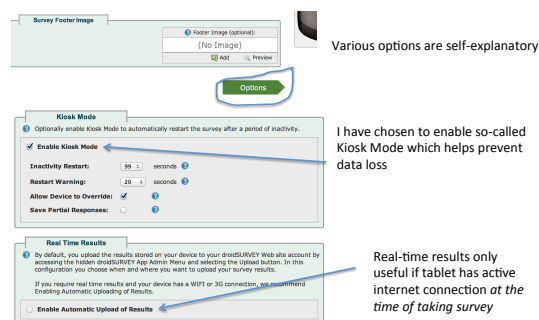 Survey Footer Image
Footer Image (optional):
(No Image)
Add Preview
Various options are self-explanatory
Options
Kiosk Mode
Optionally enable Kiosk Mode to automatically restart the survey after a period of inactivity.
Enable Kiosk Mode
Inactivity Restart: 99 seconds
Restart Warning: 20 seconds
Allow Device to Override:
Save Partial Responses:
I have chosen to enable so-called
Kiosk Mode which helps prevent
data loss
Real Time Results
By default, you upload the results stored on your device to your droidSURVEY Web site account by
accessing the hidden droidSURVEY App Admin Menu and selecting the Upload button. In this
configuration you choose when and where you want to upload your survey results.
If you require real time results and your device has a WIFI or 3G connection, we recommend
Enabling Automatic Uploading of Results.
Enable Automatic Upload of Results
Real-time results only
useful if tablet has active
internet connection at the
time of taking survey